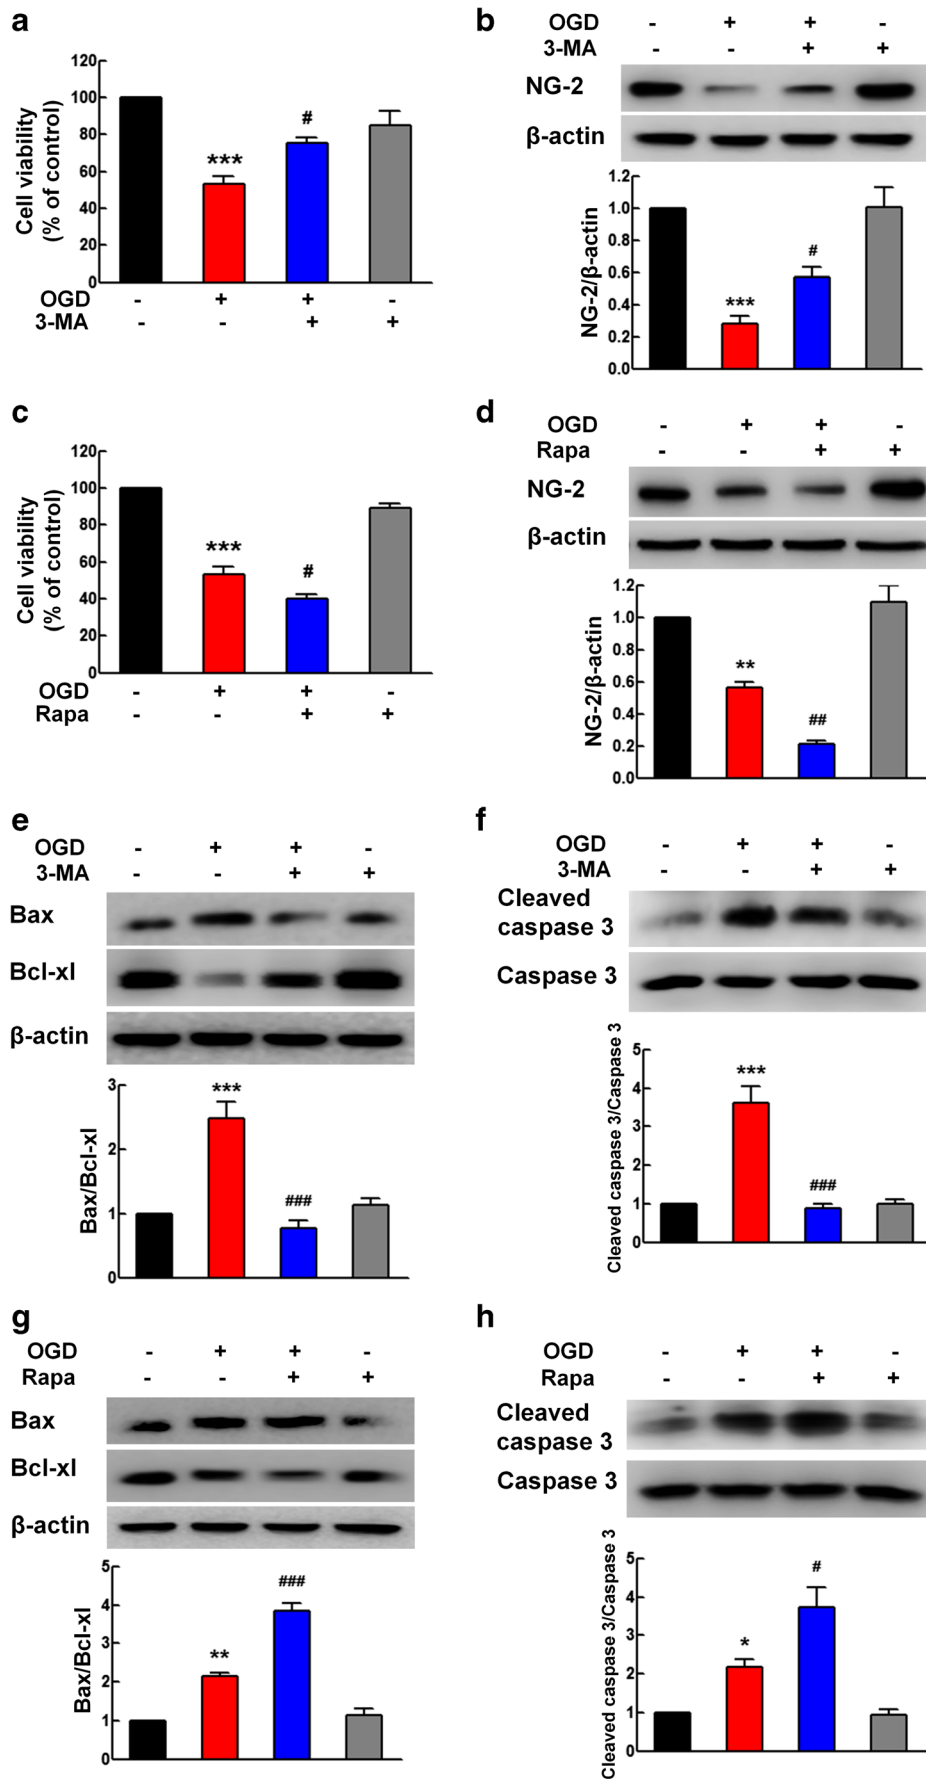 a
120
100
80
60
40
20
0
Cell viability
(% of control)
***
#
OGD - + + -
3-MA - - + +
b
OGD - + + -
3-MA - - + +
NG-2
β-actin
1.2
1.0
0.8
0.6
0.4
0.2
0.0
NG-2/β-actin
***
#
c
120
100
80
60
40
20
0
Cell viability
(% of control)
***
#
OGD - + + -
Rapa - - + +
d
OGD - + + -
Rapa - - + +
NG-2
β-actin
1.2
1.0
0.8
0.6
0.4
0.2
0.0
NG-2/β-actin
**
##
e
OGD - + + -
3-MA - - + +
Bax
Bcl-xl
β-actin
3
2
1
0
Bax/Bcl-xl
***
###
f
OGD - + + -
3-MA - - + +
Cleaved
caspase 3
Caspase 3
5
4
3
2
1
0
Cleaved caspase 3/Caspase 3
***
###
g
OGD - + + -
Rapa - - + +
Bax
Bcl-xl
β-actin
5
4
3
2
1
0
Bax/Bcl-xl
**
###
h
OGD - + + -
Rapa - - + +
Cleaved
caspase 3
Caspase 3
5
4
3
2
1
0
Cleaved caspase 3/Caspase 3
*
#